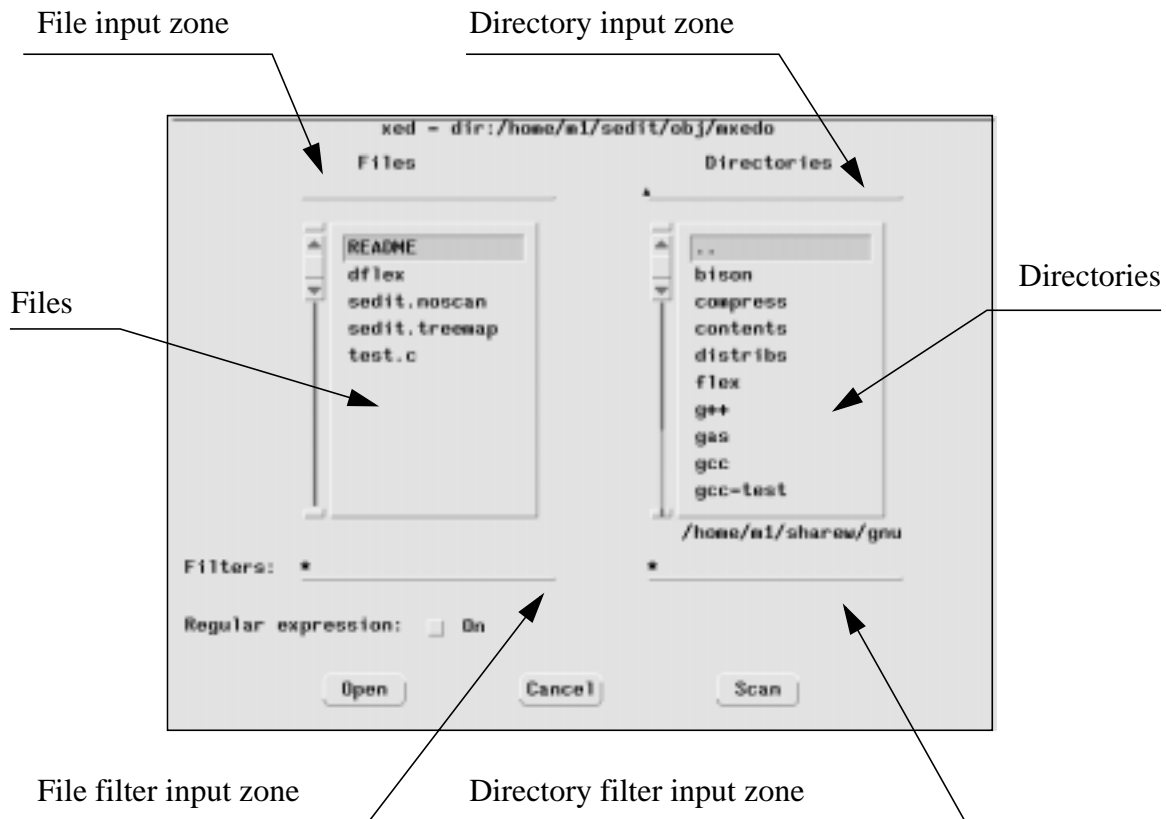 File input zone
Directory input zone
xed - dir:/home/m1/sedit/obj/mxedo
Files
Directories
README
dflex
sedit.noscan
sedit.treemap
test.c
..
bison
compress
contents
distribs
flex
g++
gas
gcc
gcc-test
Files
Directories
/home/m1/sharew/gnu
Filters: *
*
Regular expression: On
Open
Cancel
Scan
File filter input zone
Directory filter input zone